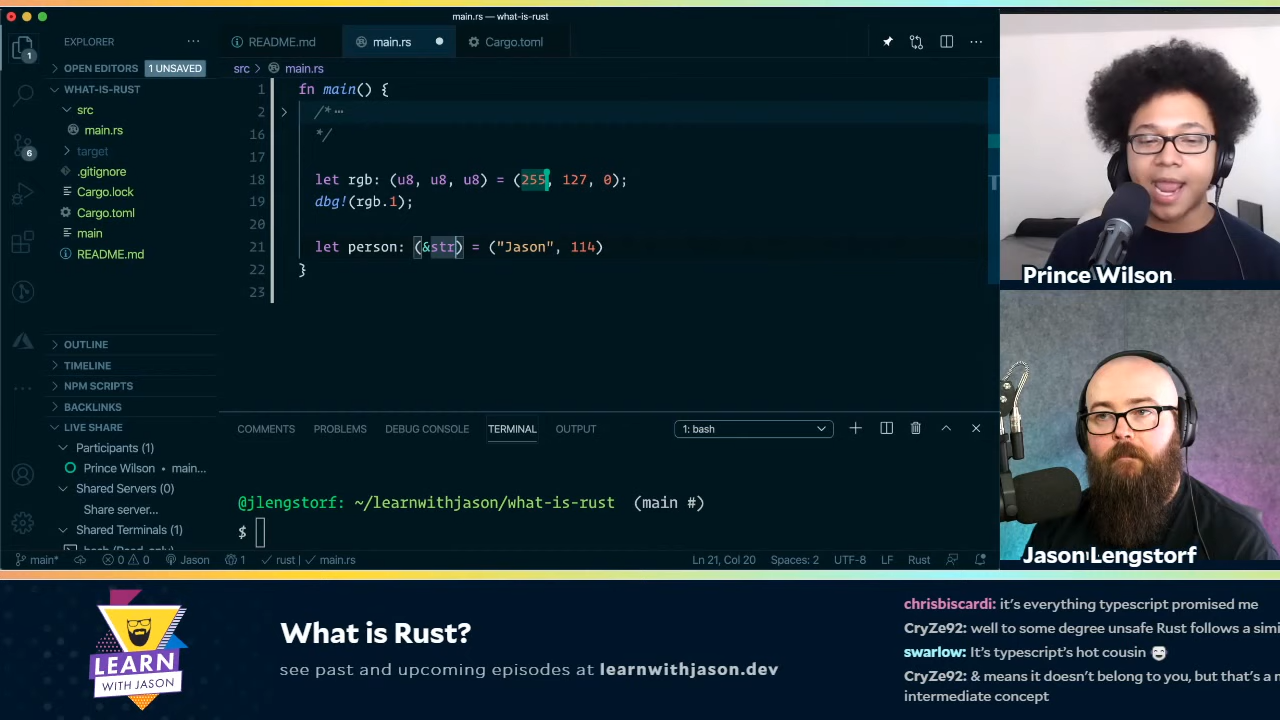 main.rs — what-is-rust
EXPLORER
README.md
main.rs
Cargo.toml
1
OPEN EDITORS
1 UNSAVED
src > main.rs
WHAT-IS-RUST
src
main.rs
target
.gitignore
Cargo.lock
Cargo.toml
main
README.md
6
1 fn main() {
2 /* ⋯
16 */
17
18 let rgb: (u8, u8, u8) = (255, 127, 0);
19 dbg!(rgb.1);
20
21 let person: (&str) = ("Jason", 114)
22 }
23
OUTLINE
TIMELINE
NPM SCRIPTS
BACKLINKS
LIVE SHARE
Participants (1)
Prince Wilson • main...
Shared Servers (0)
Share server...
Shared Terminals (1)
COMMENTS PROBLEMS DEBUG CONSOLE TERMINAL OUTPUT
1: bash
@jlengstorf: ~/learnwithjason/what-is-rust (main #)
$
main* 0 0 Jason 1 rust | main.rs
Ln 21, Col 20 Spaces: 2 UTF-8 LF Rust
Prince Wilson
Jason Lengstorf
LEARN
WITH JASON
What is Rust?
see past and upcoming episodes at learnwithjason.dev
chrisbiscardi: it's everything typescript promised me
CryZe92: well to some degree unsafe Rust follows a
swarlow: It's typescript's hot cousin 😅
CryZe92: & means it doesn't belong to you, but that's a
intermediate concept